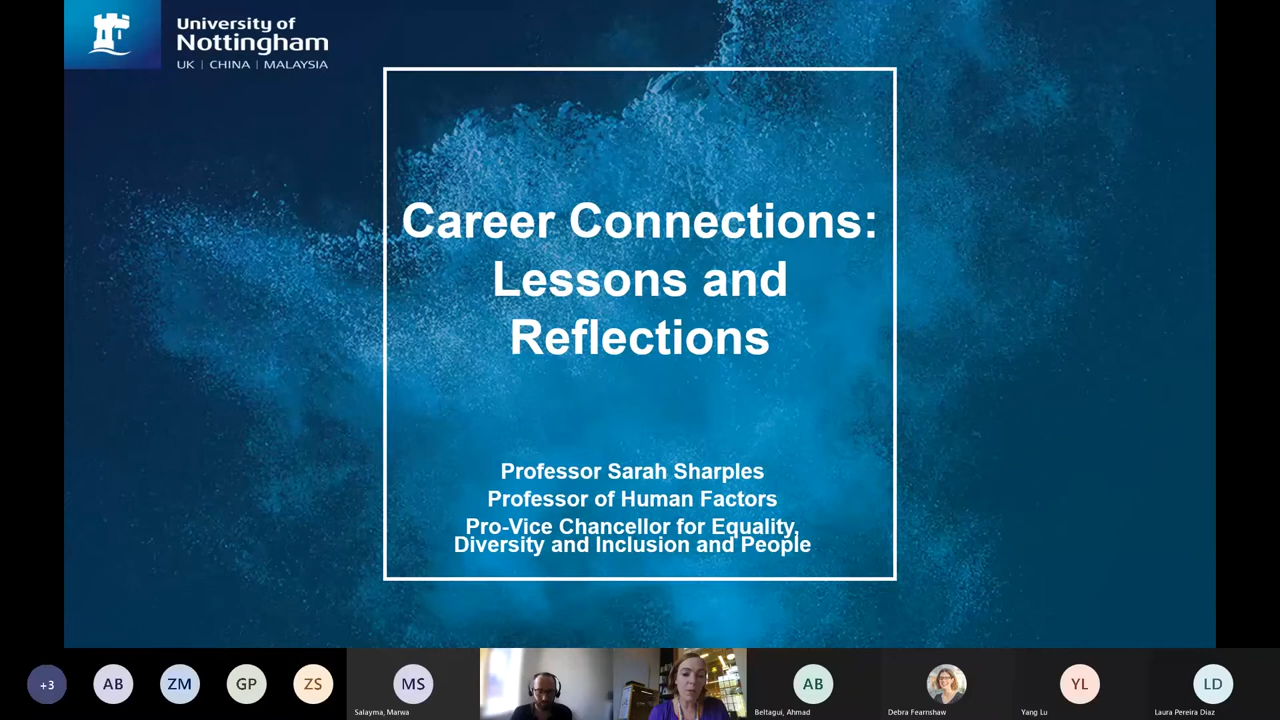 University of
Nottingham
UK | CHINA | MALAYSIA
Career Connections:
Lessons and
Reflections
Professor Sarah Sharples
Professor of Human Factors
Pro-Vice Chancellor for Equality,
Diversity and Inclusion and People
+3
AB
ZM
GP
ZS
MS
Salayma, Marwa
AB
Beltagui, Ahmad
Debra Fearnshaw
YL
Yang Lu
LD
Laura Pereira Diaz